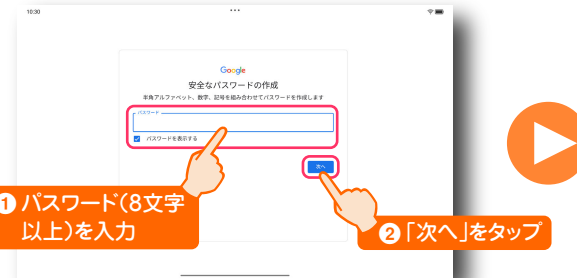 10:30
Google
安全なパスワードの作成
半角アルファベット、数字、記号を組み合わせてパスワードを作成します
パスワード
パスワードを表示する
次へ
1 パスワード(8文字
以上)を入力
2 「次へ」をタップ